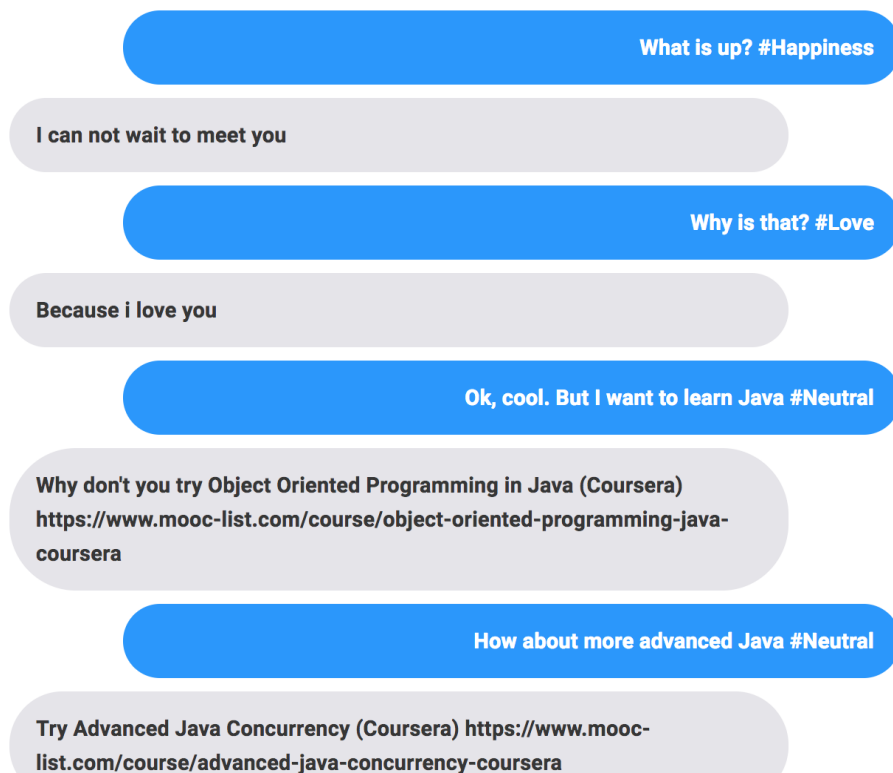 What is up? #Happiness
I can not wait to meet you
Why is that? #Love
Because i love you
Ok, cool. But I want to learn Java #Neutral
Why don't you try Object Oriented Programming in Java (Coursera)
https://www.mooc-list.com/course/object-oriented-programming-java-
coursera
How about more advanced Java #Neutral
Try Advanced Java Concurrency (Coursera) https://www.mooc-
list.com/course/advanced-java-concurrency-coursera